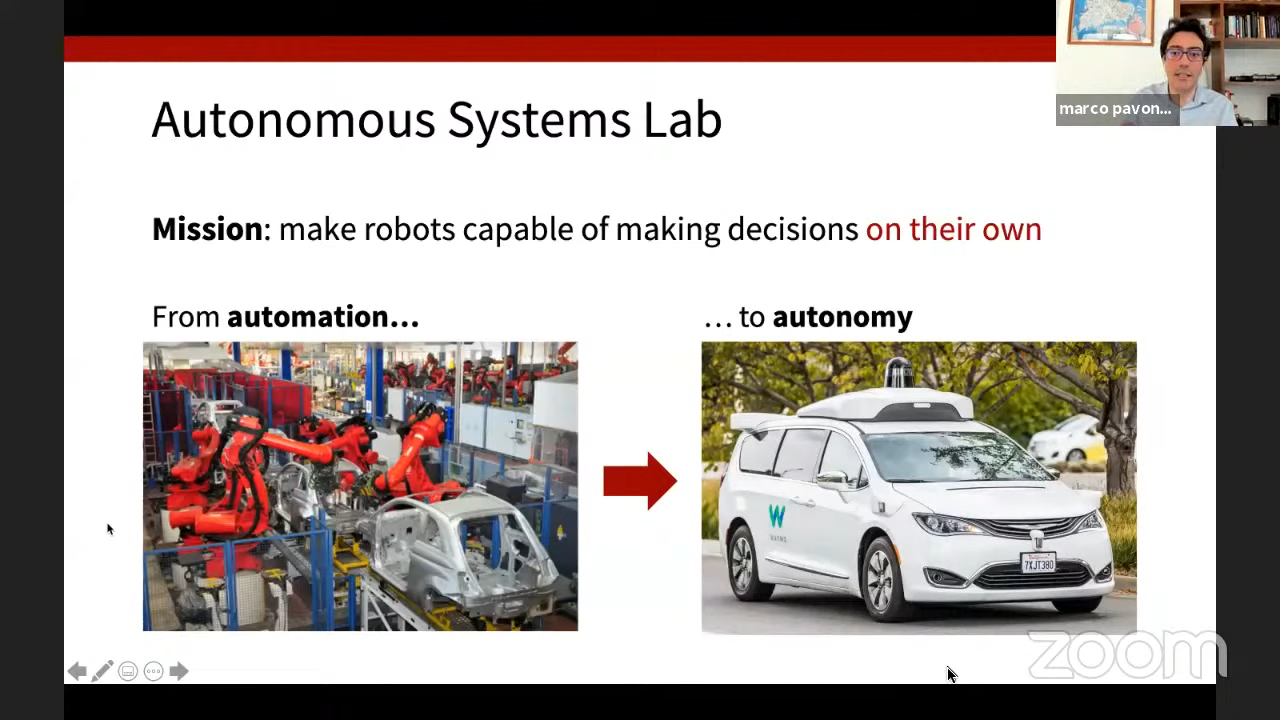 marco pavon...
Autonomous Systems Lab
Mission: make robots capable of making decisions on their own
From automation...
... to autonomy
WAYMO
7XJT380
zoom